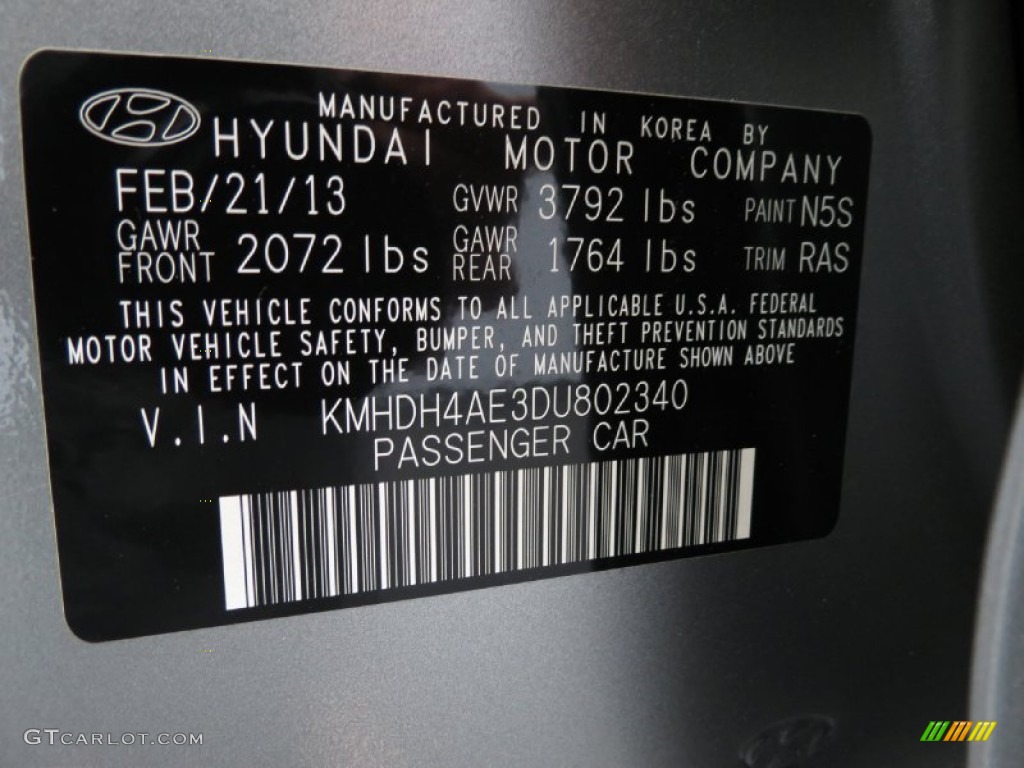 MANUFACTURED IN KOREA BY
HYUNDAI MOTOR COMPANY
FEB/21/13 GVWR 3792 lbs PAINT N5S
GAWR FRONT 2072 lbs GAWR REAR 1764 lbs TRIM RAS
THIS VEHICLE CONFORMS TO ALL APPLICABLE U.S.A. FEDERAL
MOTOR VEHICLE SAFETY, BUMPER, AND THEFT PREVENTION STANDARDS
IN EFFECT ON THE DATE OF MANUFACTURE SHOWN ABOVE
V.I.N KMHDH4AE3DU802340
PASSENGER CAR
GTCARLOT.COM